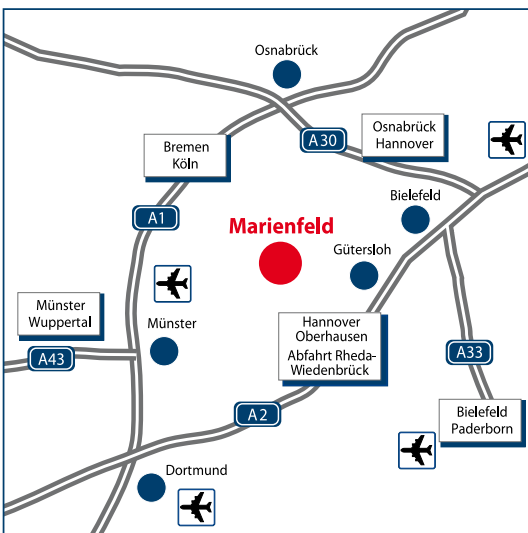 Osnabrück
A30
Osnabrück
Hannover
Bremen
Köln
A1
Bielefeld
Marienfeld
Gütersloh
Münster
Wuppertal
Münster
A43
Hannover
Oberhausen
Abfahrt Rheda-
Wiedenbrück
A33
A2
Bielefeld
Paderborn
Dortmund